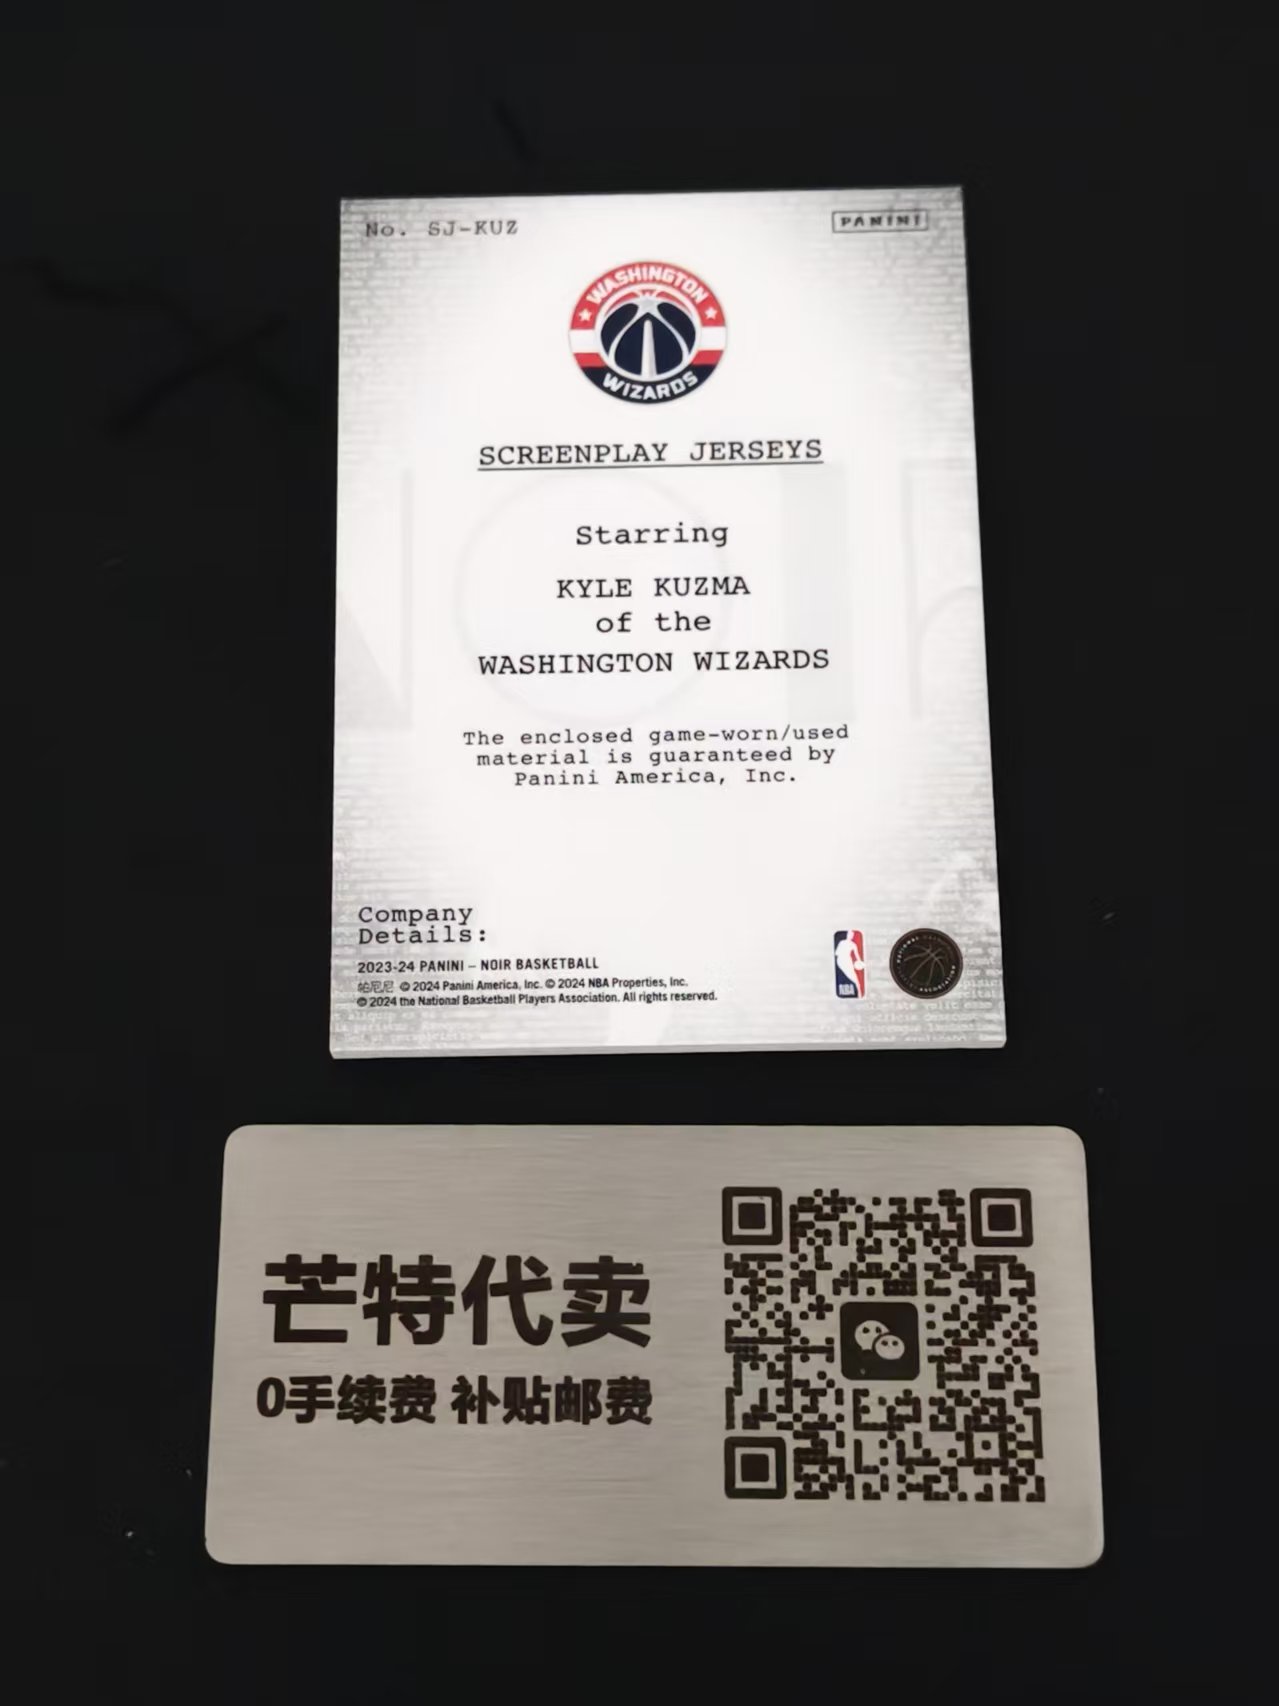 No. SJ-KUZ
PANINI
WASHINGTON
WIZARDS
SCREENPLAY JERSEYS
Starring
KYLE KUZMA
of the
WASHINGTON WIZARDS
The enclosed game-worn/used
material is guaranteed by
Panini America, Inc.
Company
Details:
2023-24 PANINI – NOIR BASKETBALL
帕尼尼 © 2024 Panini America, Inc. © 2024 NBA Properties, Inc.
© 2024 the National Basketball Players Association. All rights reserved.
NBA
芒特代卖
0手续费 补贴邮费